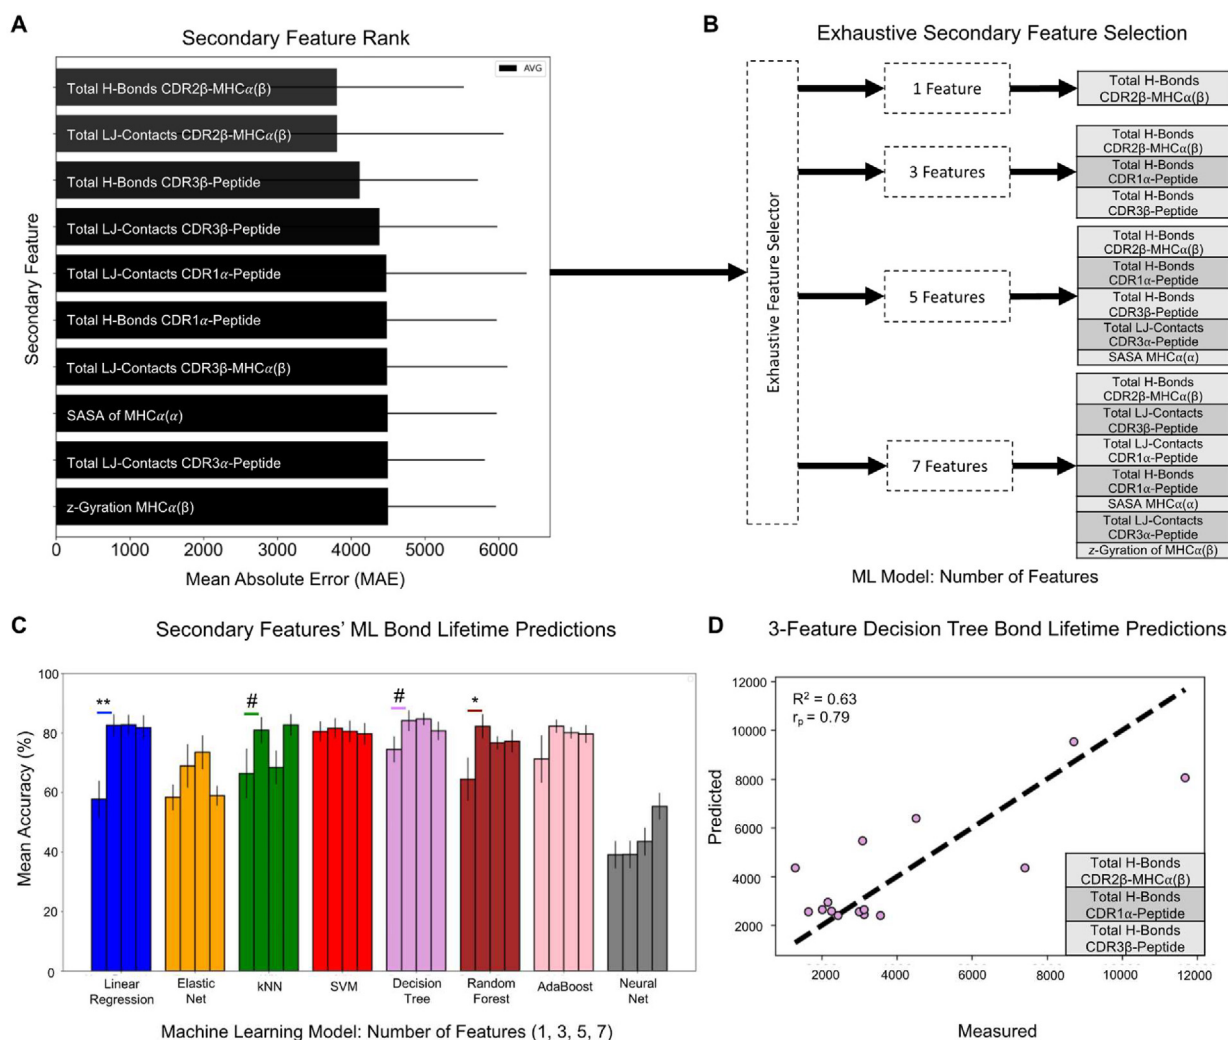 A
Secondary Feature Rank
AVG
Secondary Feature
Total H-Bonds CDR2β-MHCα(β)
Total LJ-Contacts CDR2β-MHCα(β)
Total H-Bonds CDR3β-Peptide
Total LJ-Contacts CDR3β-Peptide
Total LJ-Contacts CDR1α-Peptide
Total H-Bonds CDR1α-Peptide
Total LJ-Contacts CDR3β-MHCα(β)
SASA of MHCα(α)
Total LJ-Contacts CDR3α-Peptide
z-Gyration MHCα(β)
0 1000 2000 3000 4000 5000 6000
Mean Absolute Error (MAE)
B
Exhaustive Secondary Feature Selection
Exhaustive Feature Selector
1 Feature
Total H-Bonds
CDR2β-MHCα(β)
3 Features
Total H-Bonds
CDR2β-MHCα(β)
Total H-Bonds
CDR1α-Peptide
Total H-Bonds
CDR3β-Peptide
5 Features
Total H-Bonds
CDR2β-MHCα(β)
Total H-Bonds
CDR1α-Peptide
Total H-Bonds
CDR3β-Peptide
Total LJ-Contacts
CDR3α-Peptide
SASA MHCα(α)
7 Features
Total H-Bonds
CDR2β-MHCα(β)
Total LJ-Contacts
CDR3β-Peptide
Total LJ-Contacts
CDR1α-Peptide
Total H-Bonds
CDR1α-Peptide
SASA MHCα(α)
Total LJ-Contacts
CDR3α-Peptide
z-Gyration of MHCα(β)
ML Model: Number of Features
C
Secondary Features' ML Bond Lifetime Predictions
Mean Accuracy (%)
100
80
60
40
20
0
**
#
#
*
Linear
Regression
Elastic
Net
kNN
SVM
Decision
Tree
Random
Forest
AdaBoost
Neural
Net
Machine Learning Model: Number of Features (1, 3, 5, 7)
D
3-Feature Decision Tree Bond Lifetime Predictions
R² = 0.63
rₚ = 0.79
Predicted
12000
10000
8000
6000
4000
2000
Total H-Bonds
CDR2β-MHCα(β)
Total H-Bonds
CDR1α-Peptide
Total H-Bonds
CDR3β-Peptide
2000 4000 6000 8000 10000 12000
Measured